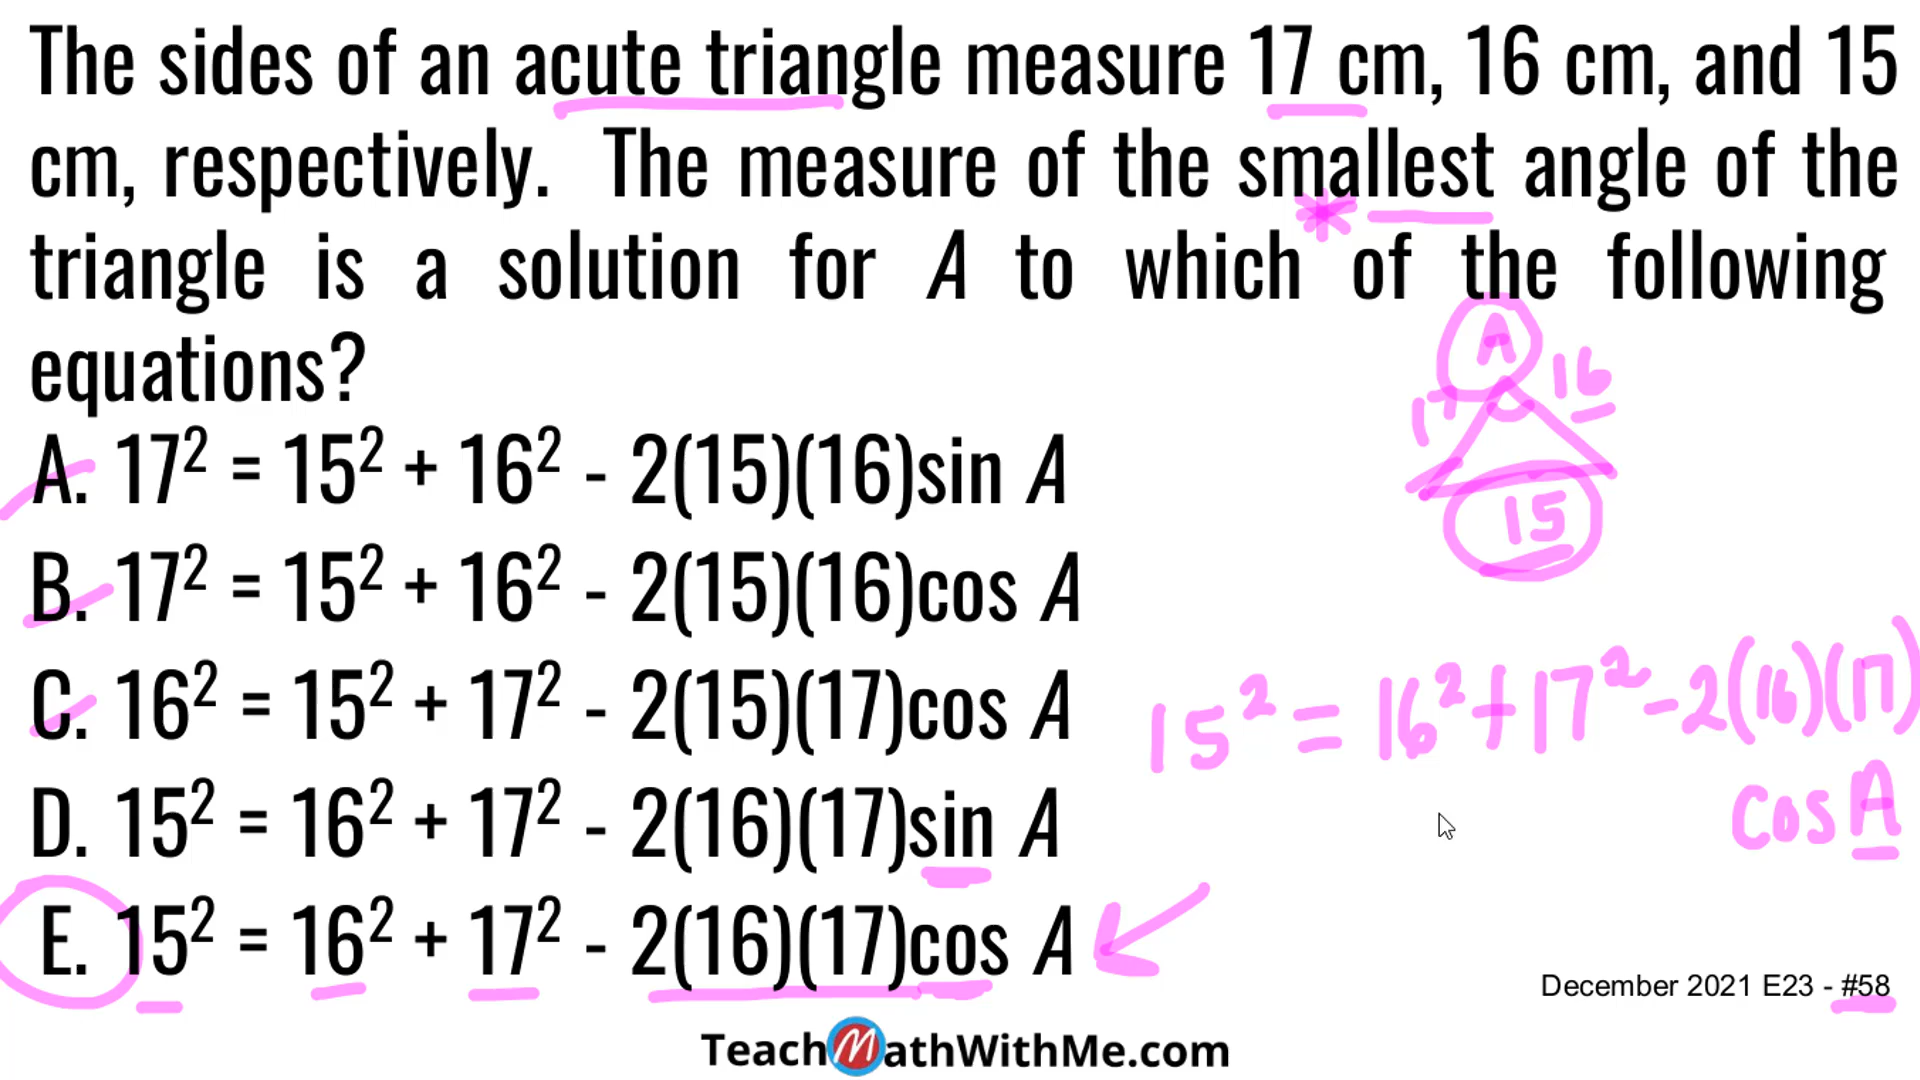 The sides of an acute triangle measure 17 cm, 16 cm, and 15
cm, respectively. The measure of the smallest angle of the
triangle is a solution for A to which of the following
equations?
A
16
17
15
A. 17² = 15² + 16² - 2(15)(16)sin A
B. 17² = 15² + 16² - 2(15)(16)cos A
C. 16² = 15² + 17² - 2(15)(17)cos A
15² = 16² + 17² - 2(16)(17)
cos A
D. 15² = 16² + 17² - 2(16)(17)sin A
E. 15² = 16² + 17² - 2(16)(17)cos A
December 2021 E23 - #58
TeachMathWithMe.com